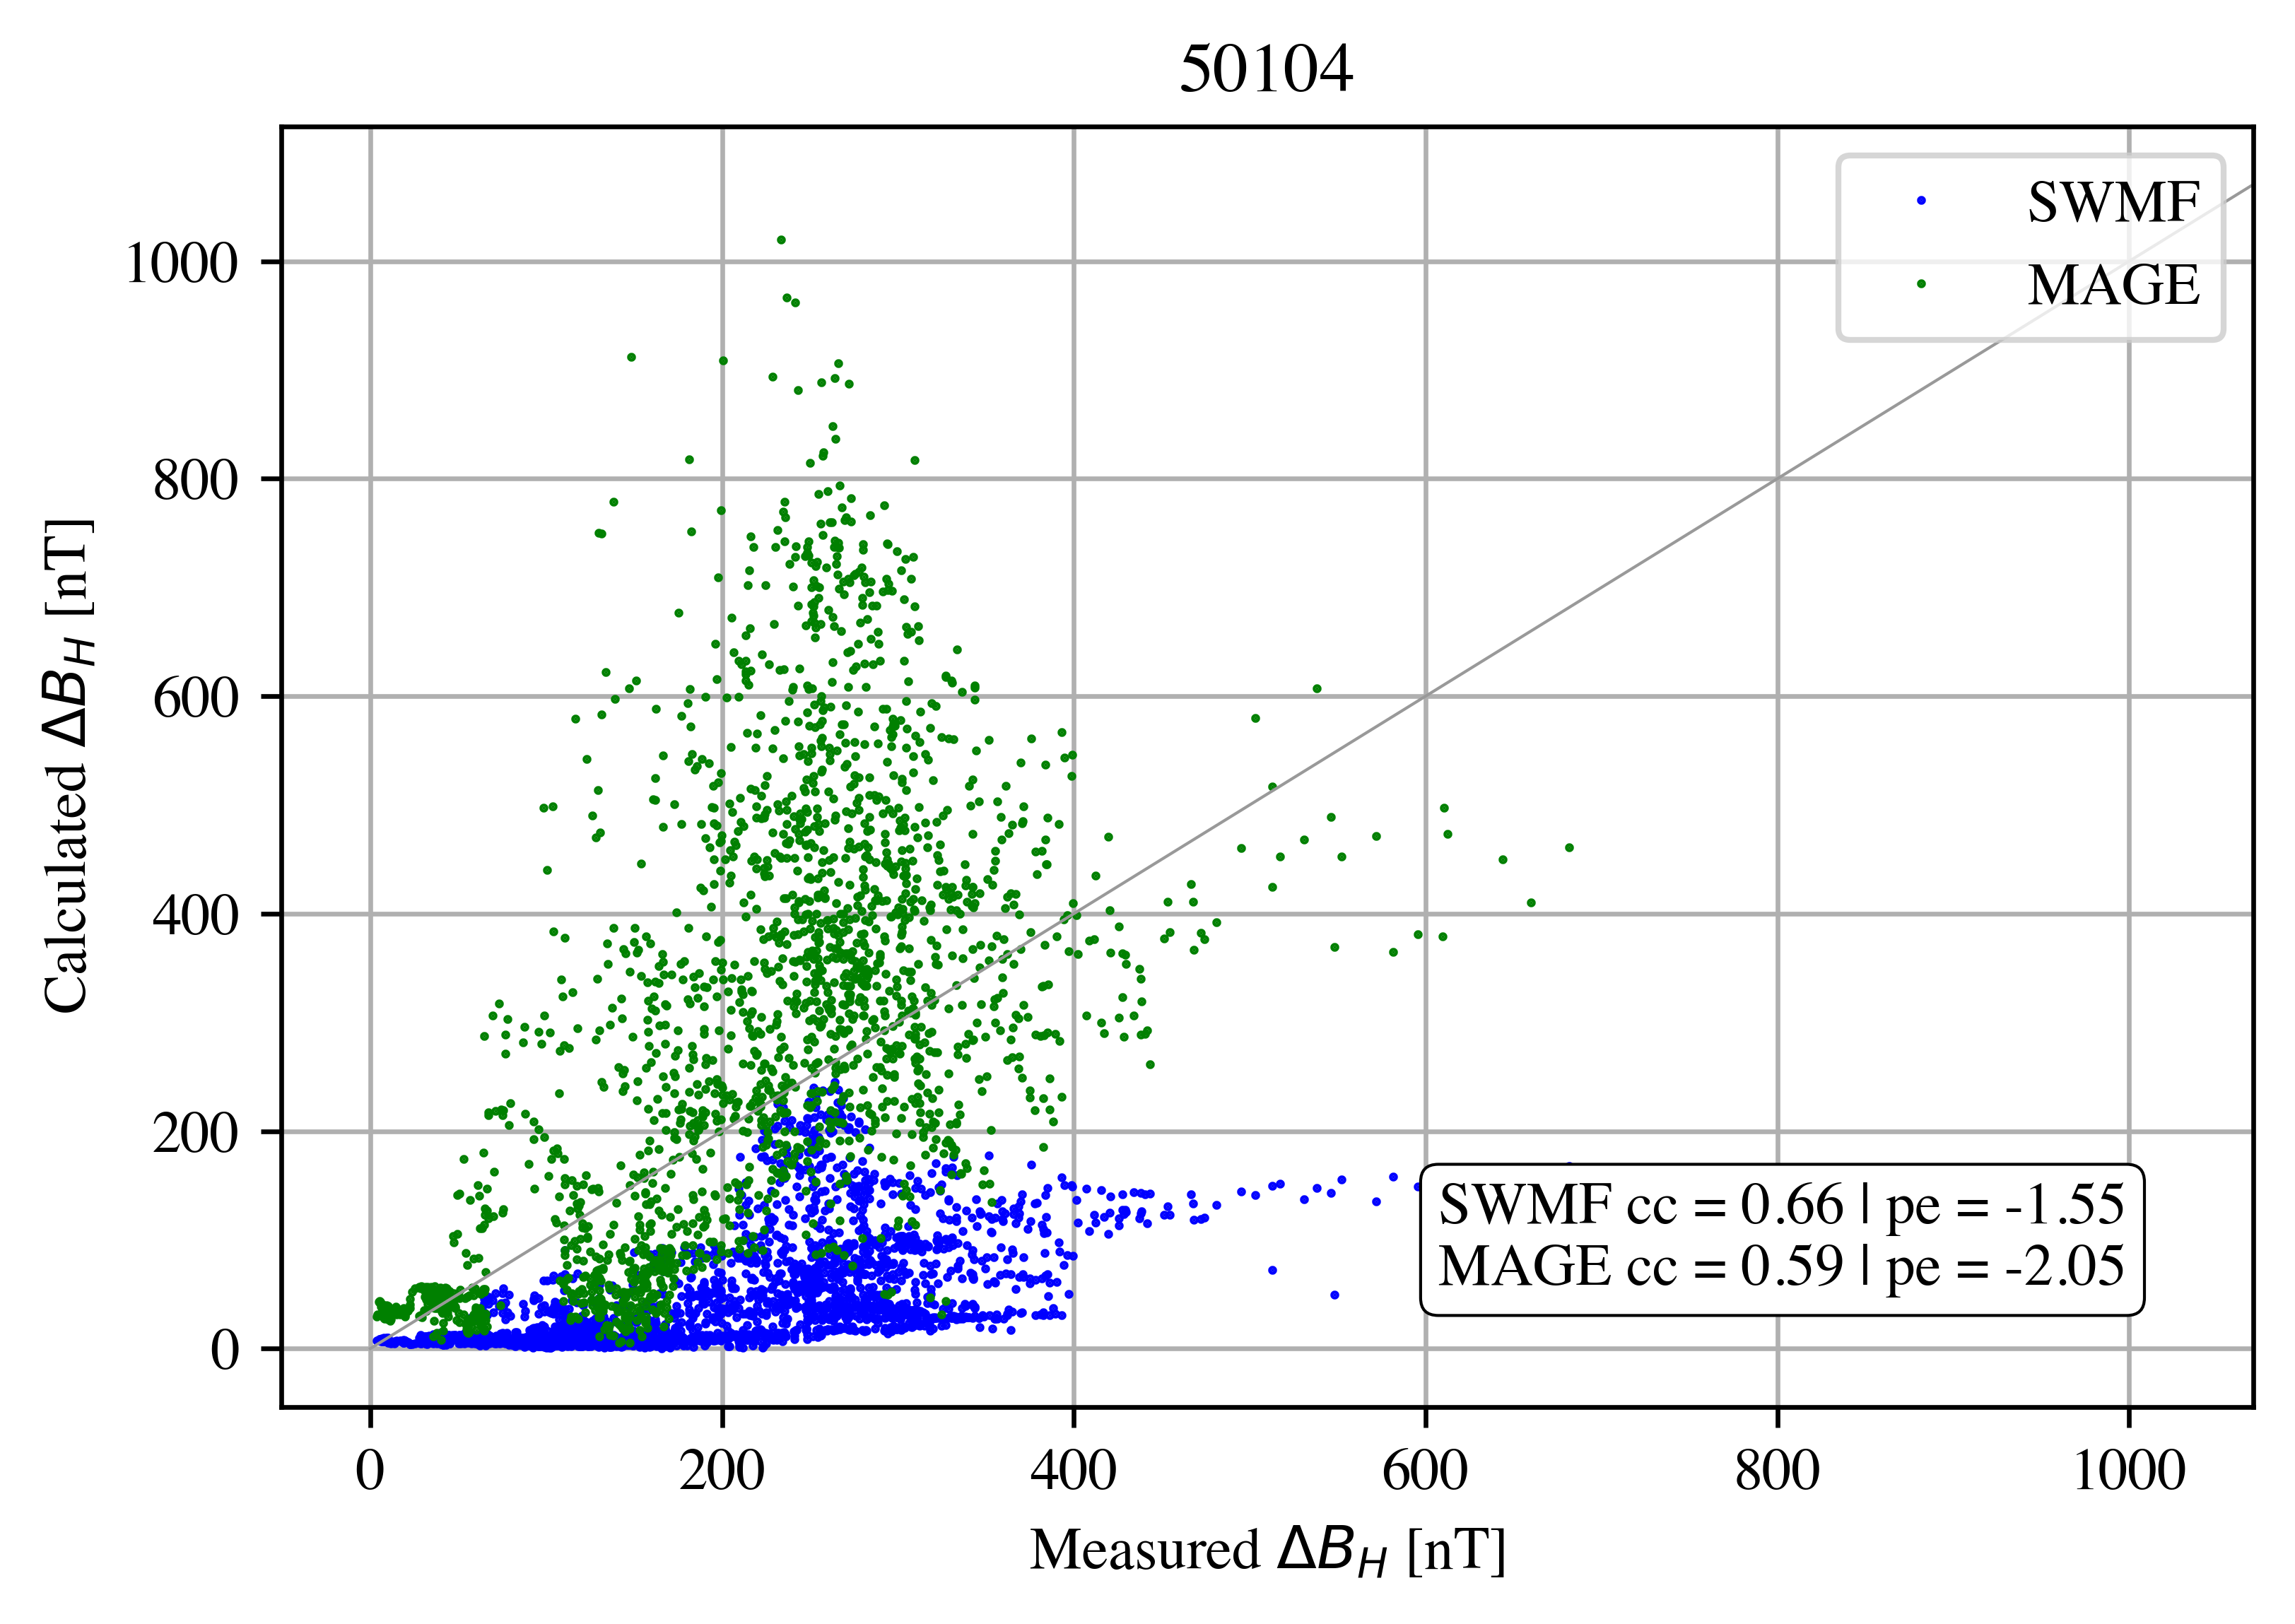 50104
SWMF
MAGE
1000
800
600
400
200
0
Calculated ΔB_H [nT]
SWMF cc = 0.66 | pe = -1.55
MAGE cc = 0.59 | pe = -2.05
0 200 400 600 800 1000
Measured ΔB_H [nT]